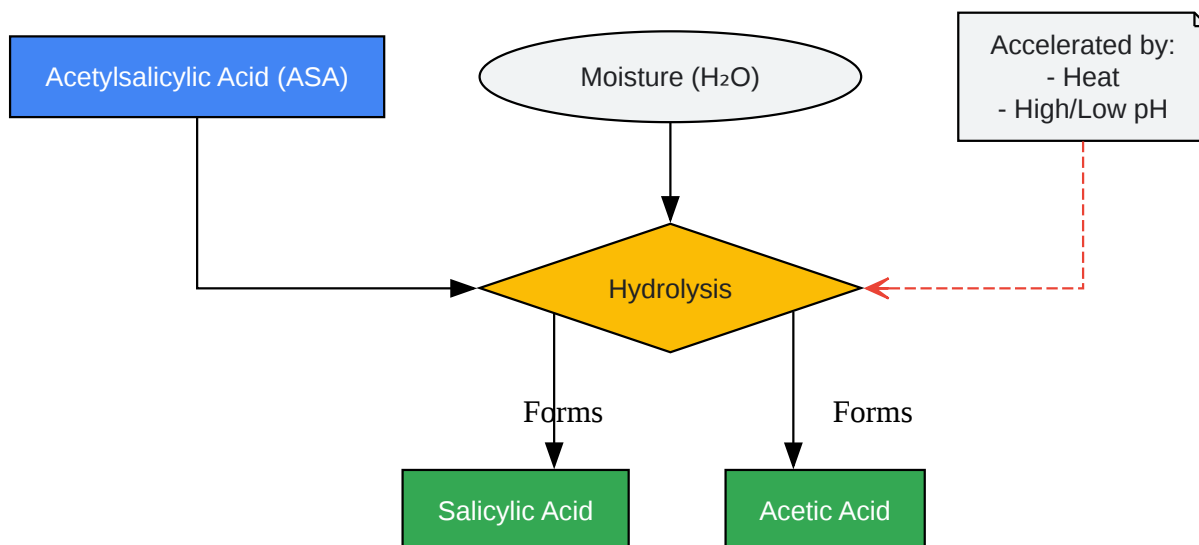 Acetylsalicylic Acid (ASA)
Moisture (H₂O)
Accelerated by:
- Heat
- High/Low pH
Hydrolysis
Forms
Forms
Salicylic Acid
Acetic Acid